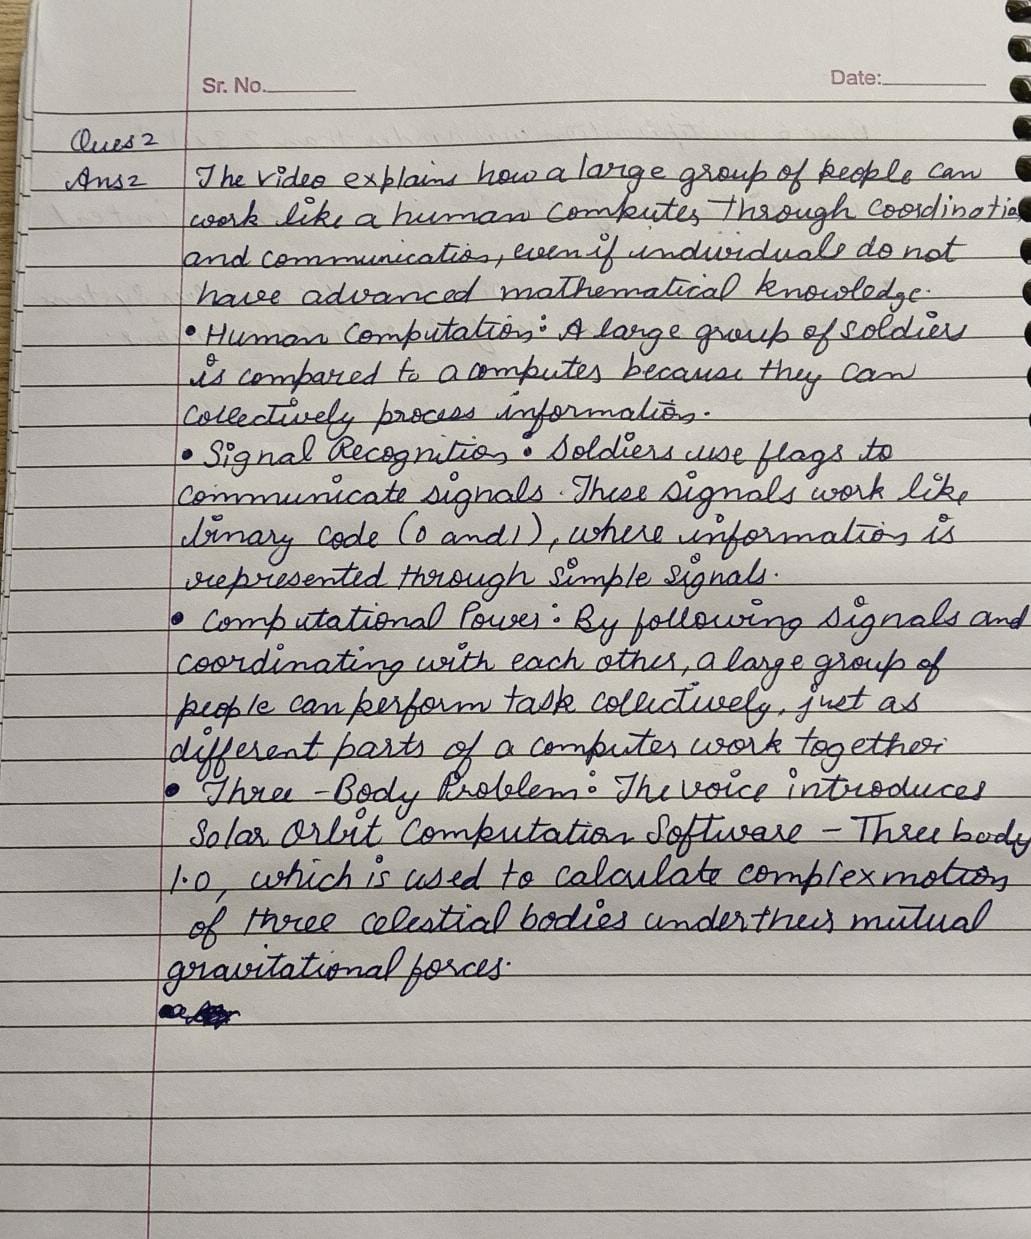 Sr. No. Date:
Ques 2
Ans 2 The video explains how a large group of people can
work like a human computer through coordination
and communication, even if individuals do not
have advanced mathematical knowledge.
• Human Computation: A large group of soldiers
is compared to a computer because they can
collectively process information.
• Signal Recognition: Soldiers use flags to
communicate signals. These signals work like
binary code (0 and 1), where information is
represented through simple signals.
• Computational Power: By following signals and
coordinating with each other, a large group of
people can perform task collectively, just as
different parts of a computer work together.
• Three-Body Problem: The voice introduces
Solar Orbit Computation Software - Three body
1.0, which is used to calculate complex motion
of three celestial bodies under their mutual
gravitational forces.